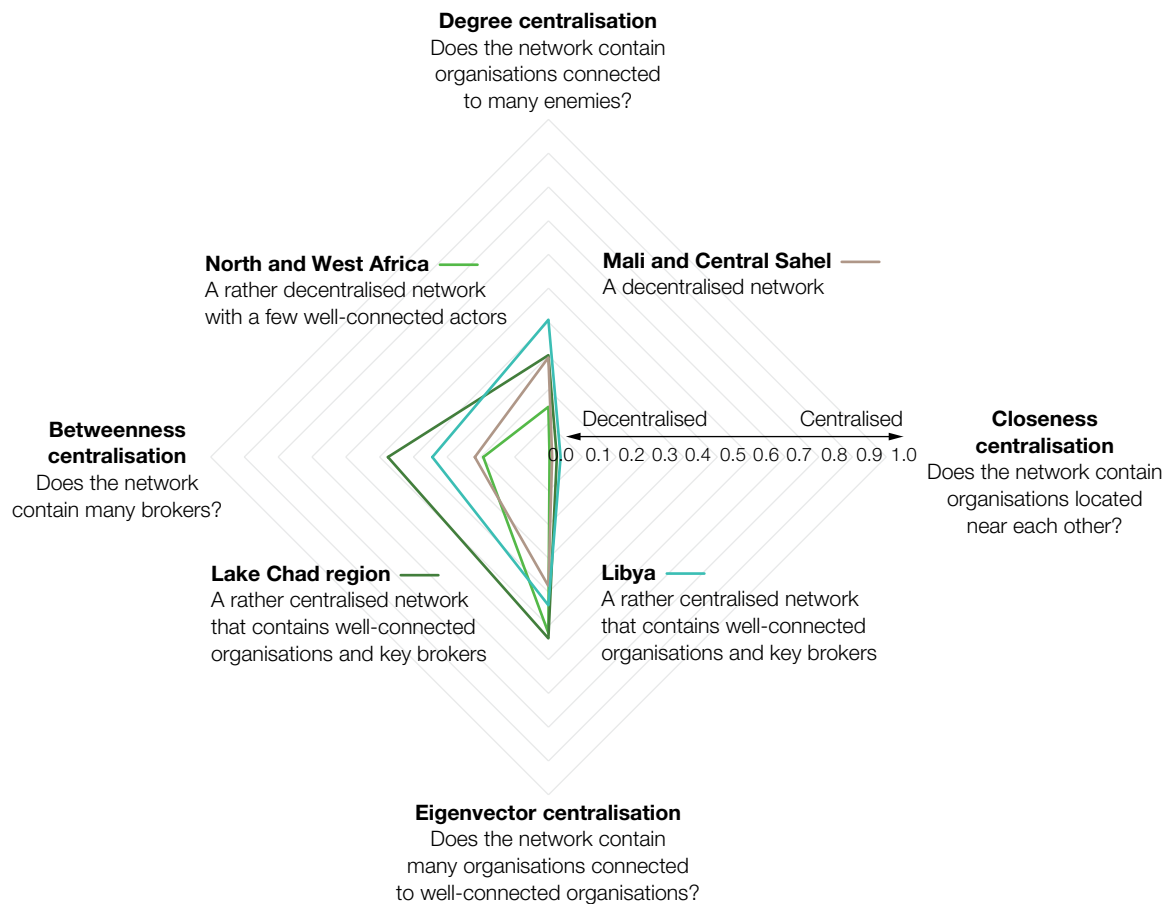 Degree centralisation
Does the network contain
organisations connected
to many enemies?
North and West Africa
A rather decentralised network
with a few well-connected actors
Mali and Central Sahel
A decentralised network
Betweenness
centralisation
Does the network
contain many brokers?
Decentralised
Centralised
0.0 0.1 0.2 0.3 0.4 0.5 0.6 0.7 0.8 0.9 1.0
Closeness
centralisation
Does the network contain
organisations located
near each other?
Lake Chad region
A rather centralised network
that contains well-connected
organisations and key brokers
Libya
A rather centralised network
that contains well-connected
organisations and key brokers
Eigenvector centralisation
Does the network contain
many organisations connected
to well-connected organisations?